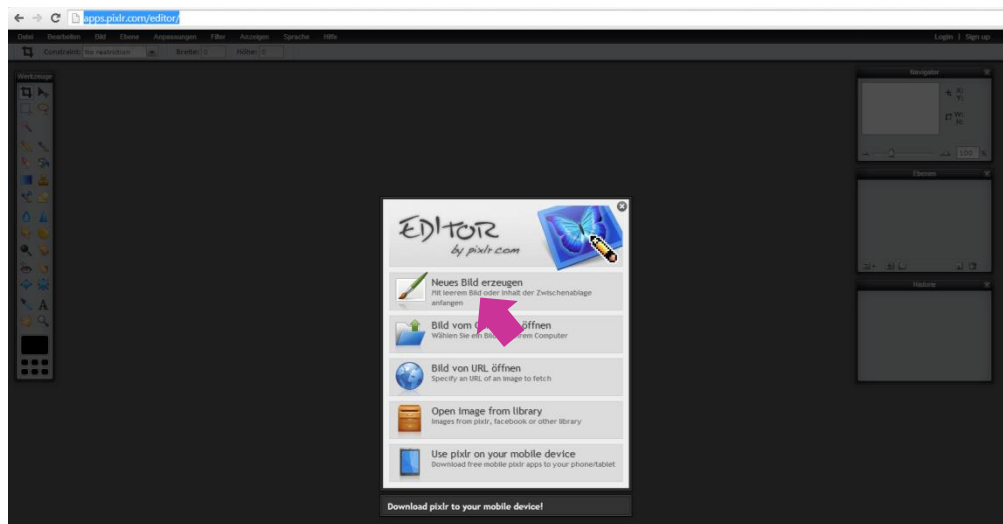 apps.pixlr.com/editor/
Datei Bearbeiten Bild Ebene Anpassungen Filter Anzeigen Sprache Hilfe Login | Sign up
Constraint: No restriction Breite: 0 Höhe: 0
Werkzeuge
Navigator
X:
Y:
W:
H:
100 %
Ebenen
Historie
EDITOR
by pixlr.com
Neues Bild erzeugen
Mit leerem Bild oder Inhalt der Zwischenablage
anfangen
Bild vom öffnen
Wählen Sie ein Computer
Bild von URL öffnen
Specify an URL of an image to fetch
Open image from library
Images from pixlr, facebook or other library
Use pixlr on your mobile device
Download free mobile pixlr apps to your phone/tablet
Download pixlr to your mobile device!